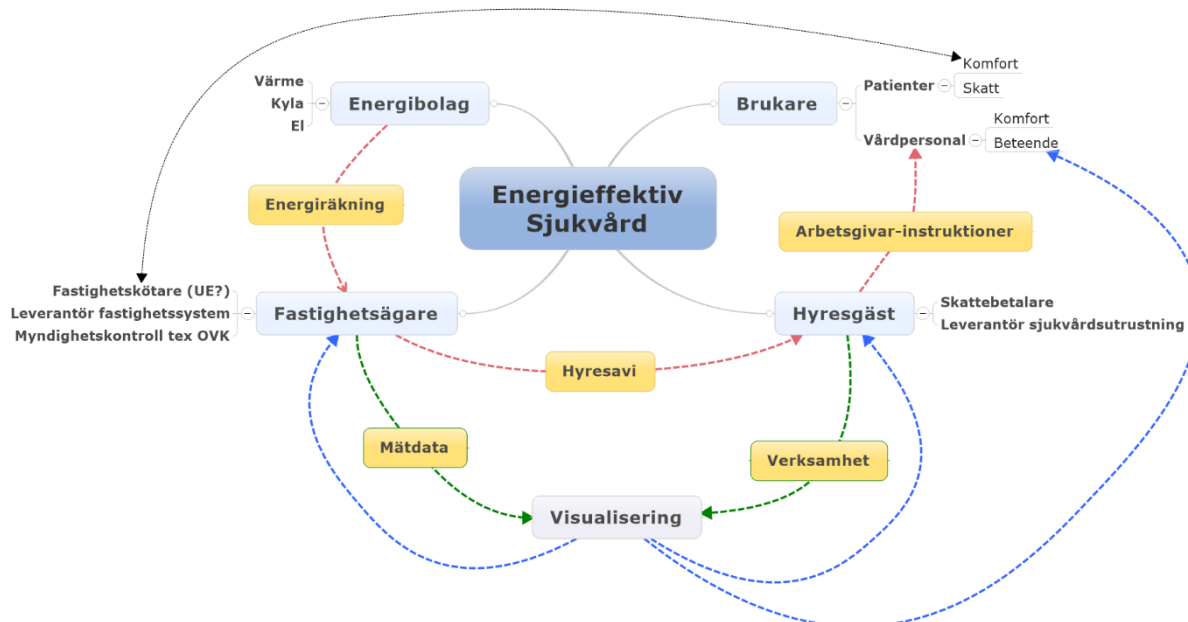 Komfort
Patienter
Skatt
Värme
Kyla
El
Energibolag
Brukare
Komfort
Vårdpersonal
Beteende
Energieffektiv
Sjukvård
Energiräkning
Arbetsgivar-instruktioner
Fastighetskötare (UE?)
Leverantör fastighetssystem
Myndighetskontroll tex OVK
Fastighetsägare
Hyresgäst
Skattebetalare
Leverantör sjukvårdsutrustning
Hyresavi
Mätdata
Verksamhet
Visualisering